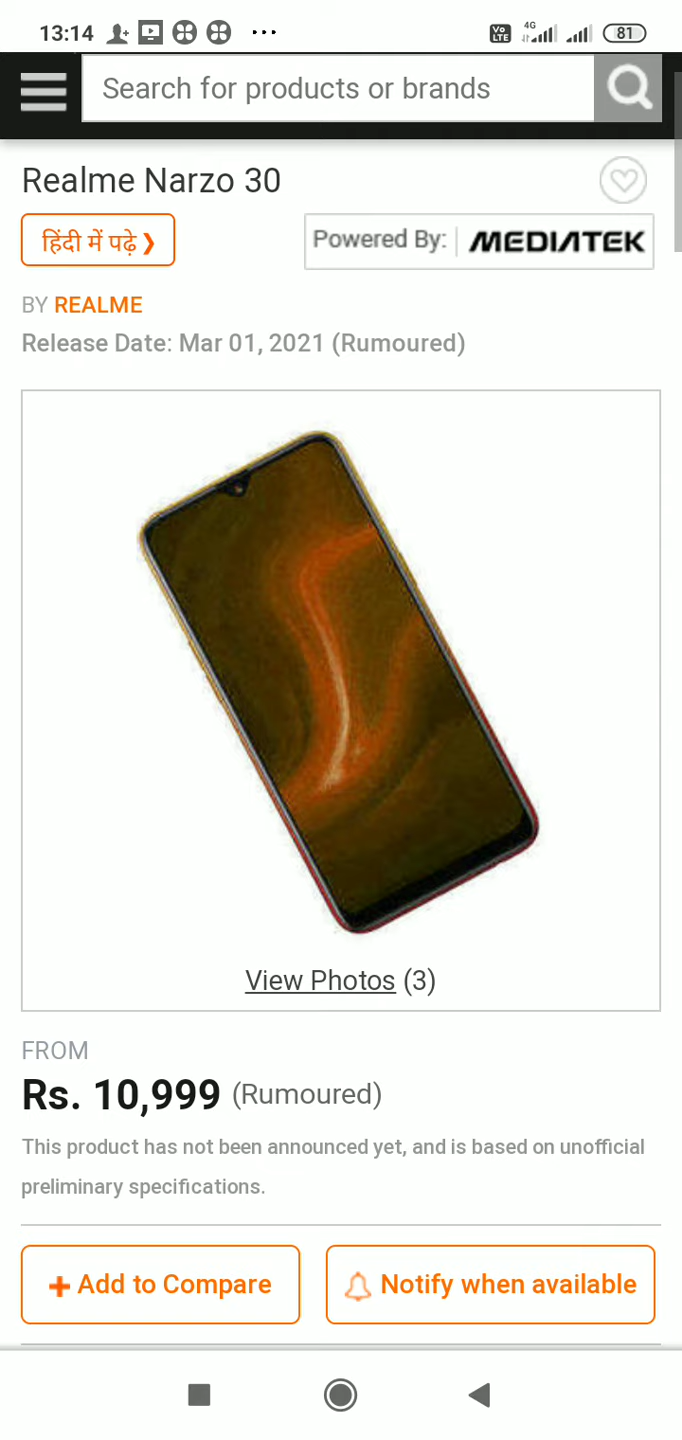 13:14 ... Vo LTE 4G 81
Search for products or brands
Realme Narzo 30
हिंदी में पढ़े ❯
Powered By: MEDIATEK
BY REALME
Release Date: Mar 01, 2021 (Rumoured)
View Photos (3)
FROM
Rs. 10,999 (Rumoured)
This product has not been announced yet, and is based on unofficial
preliminary specifications.
+ Add to Compare
Notify when available